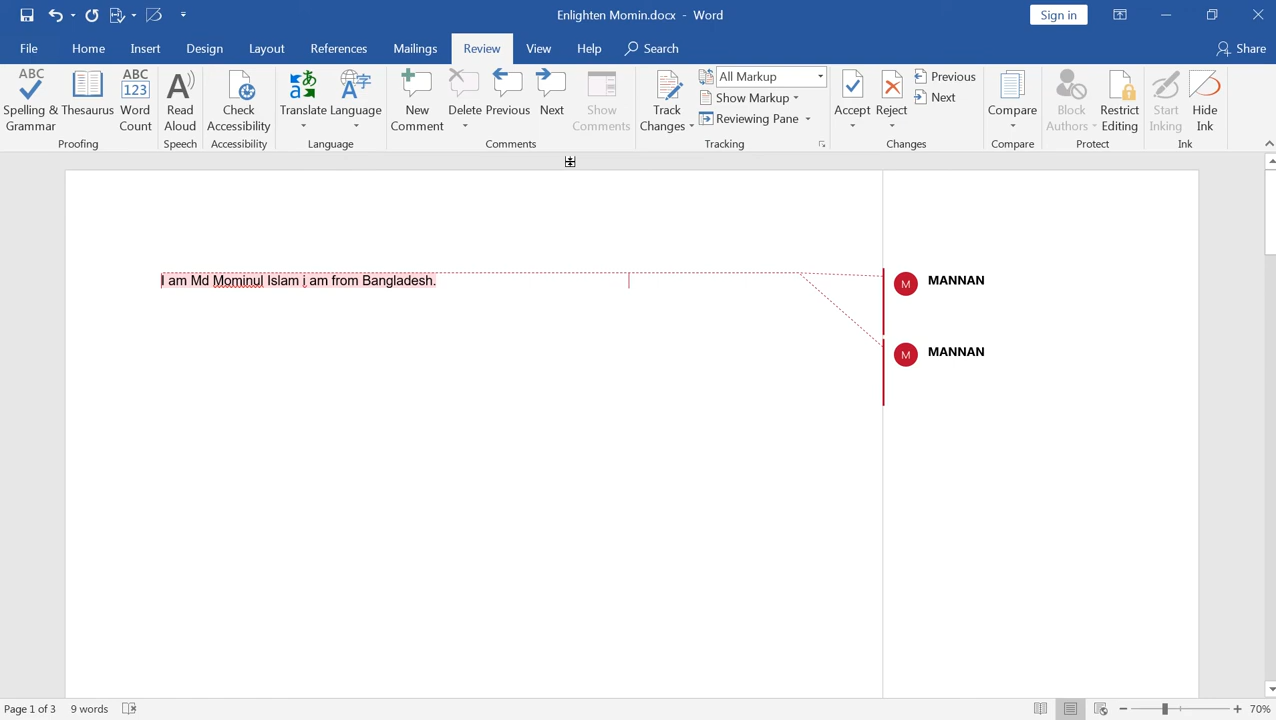 Enlighten Momin.docx - Word
Sign in
File Home Insert Design Layout References Mailings Review View Help Search Share
ABC
Spelling & Grammar
Thesaurus
ABC
123
Word Count
Proofing
Read Aloud
Speech
Check Accessibility
Accessibility
Translate
Language
Language
New Comment
Delete
Previous
Next
Show Comments
Comments
Track Changes
All Markup
Show Markup
Reviewing Pane
Tracking
Accept
Reject
Previous
Next
Changes
Compare
Compare
Block Authors
Restrict Editing
Protect
Start Inking
Hide Ink
Ink
I am Md Mominul Islam i am from Bangladesh.
M MANNAN
M MANNAN
Page 1 of 3 9 words 70%